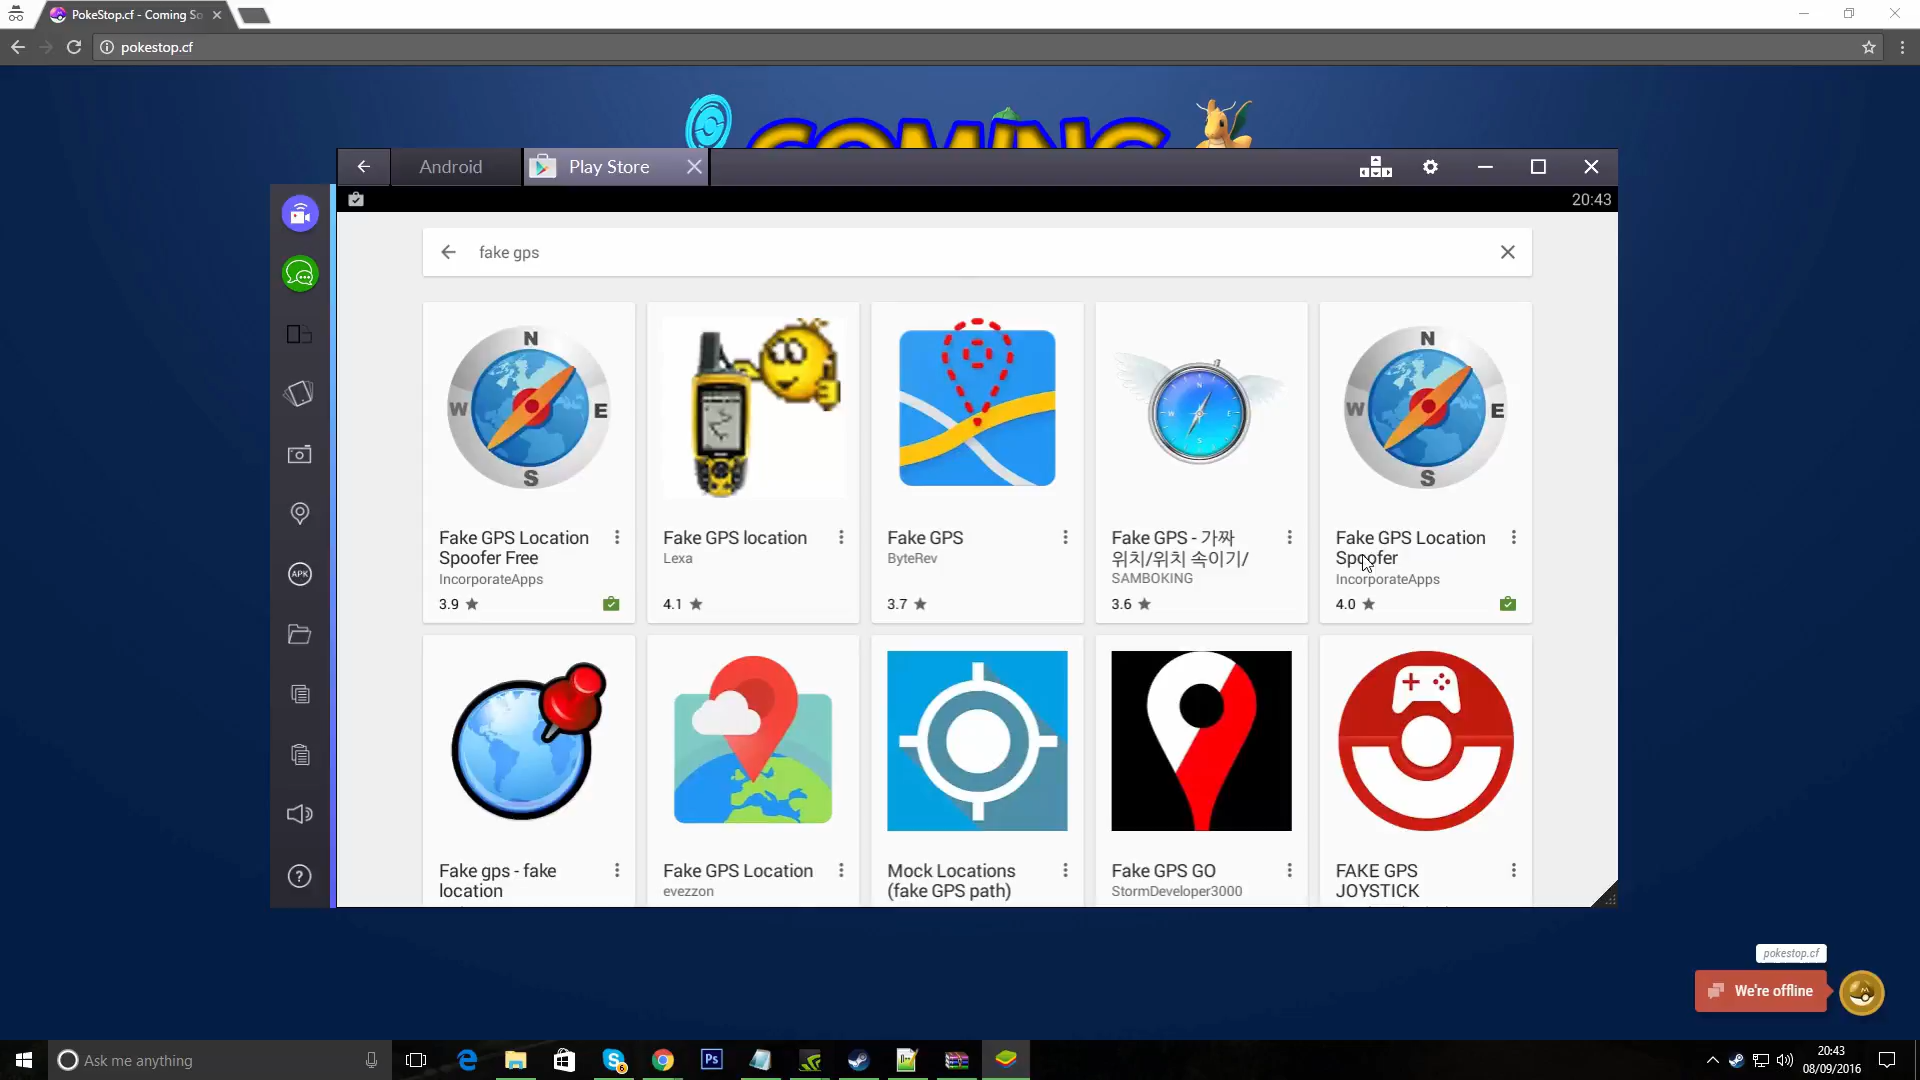 PokeStop.cf - Coming So
pokestop.cf
COMING
Android
Play Store
20:43
fake gps
N
W
E
S
N
W
E
S
Fake GPS Location
Spoofer Free
IncorporateApps
3.9
Fake GPS location
Lexa
4.1
Fake GPS
ByteRev
3.7
Fake GPS - 가짜
위치/위치 속이기/
SAMBOKING
3.6
Fake GPS Location
Spoofer
IncorporateApps
4.0
APK
Fake gps - fake
location
Fake GPS Location
evezzon
Mock Locations
(fake GPS path)
Fake GPS GO
StormDeveloper3000
FAKE GPS
JOYSTICK
pokestop.cf
We're offline
Ask me anything
Ps
6
20:43
08/09/2016